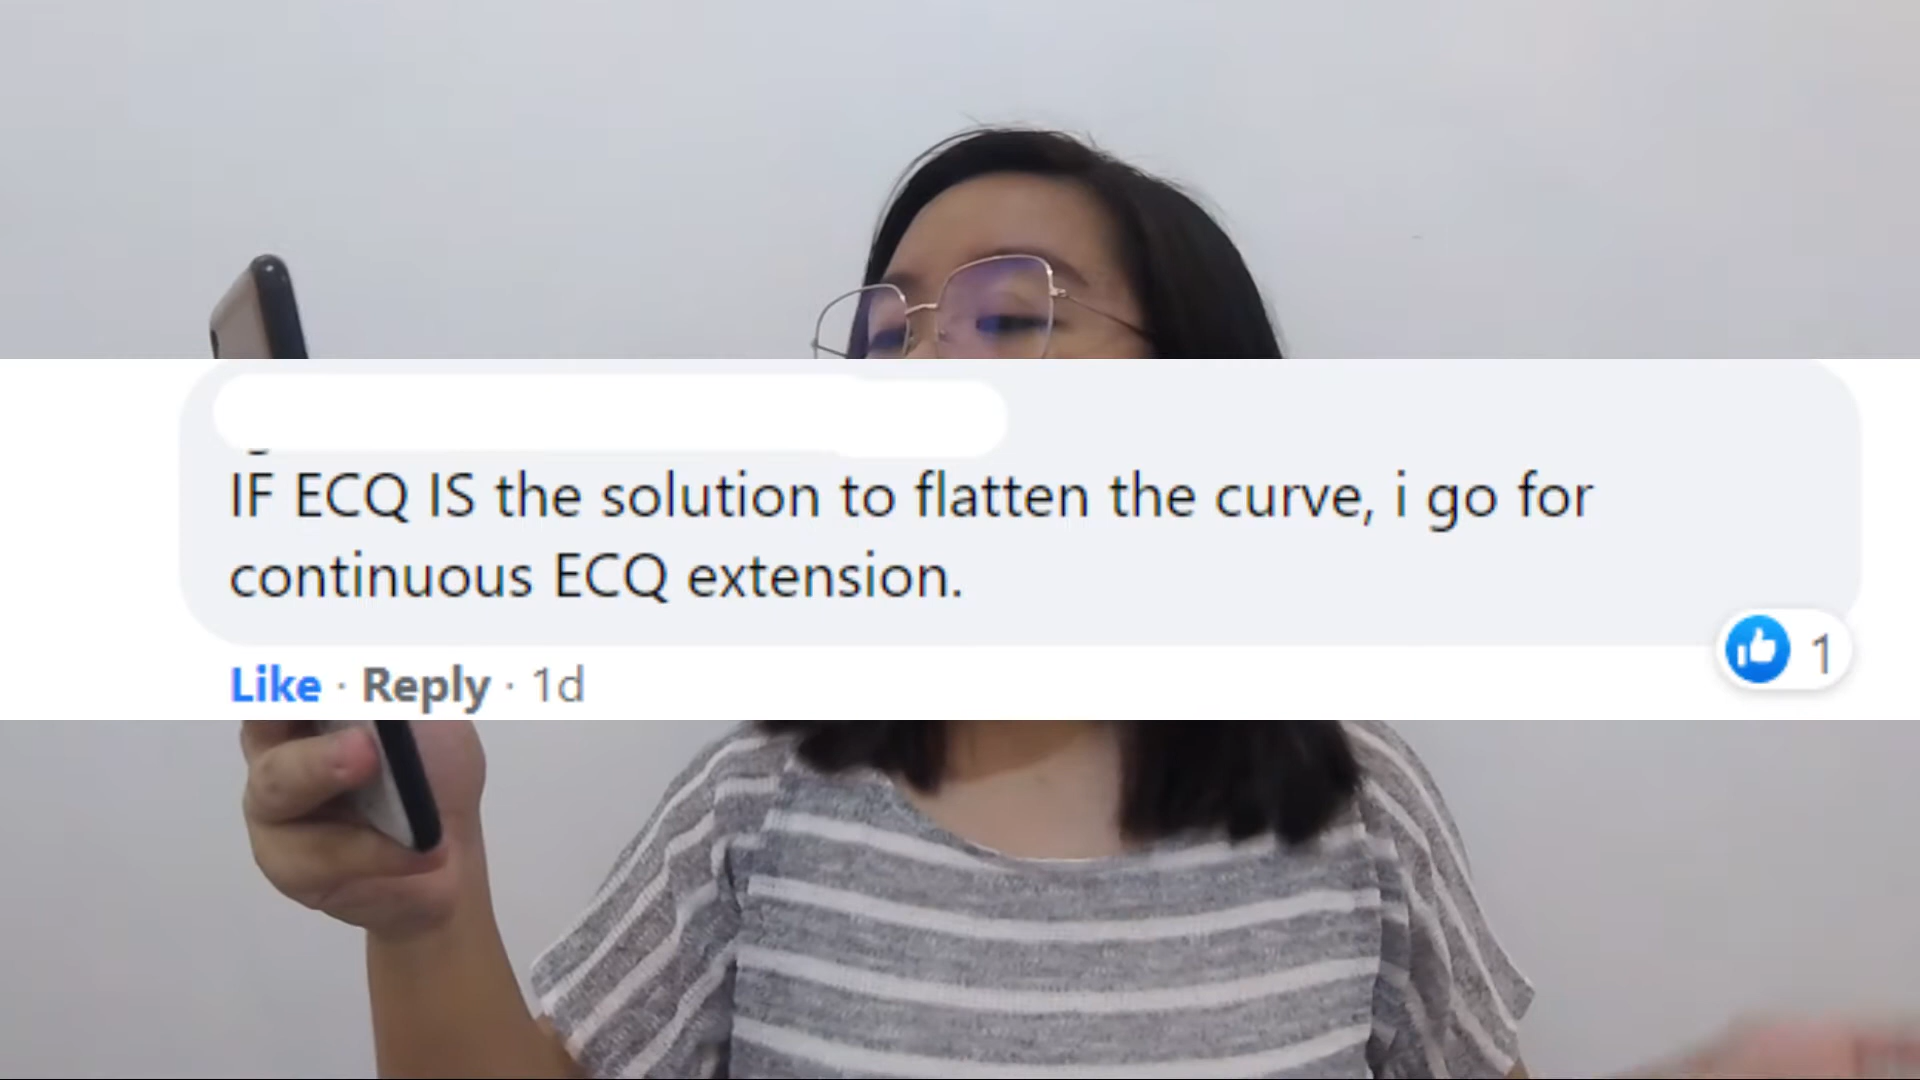 IF ECQ IS the solution to flatten the curve, i go for
continuous ECQ extension.
Like · Reply · 1d
1